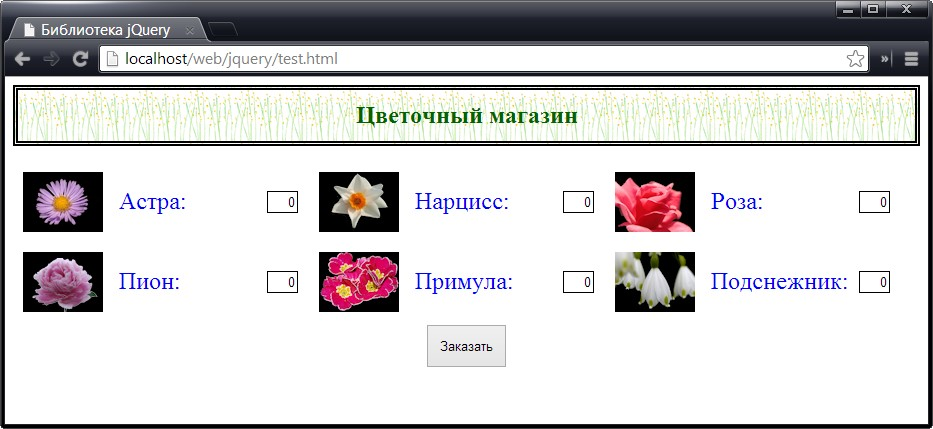 Библиотека jQuery
localhost/web/jquery/test.html
Цветочный магазин
Астра: 0 Нарцисс: 0 Роза: 0
Пион: 0 Примула: 0 Подснежник: 0
Заказать